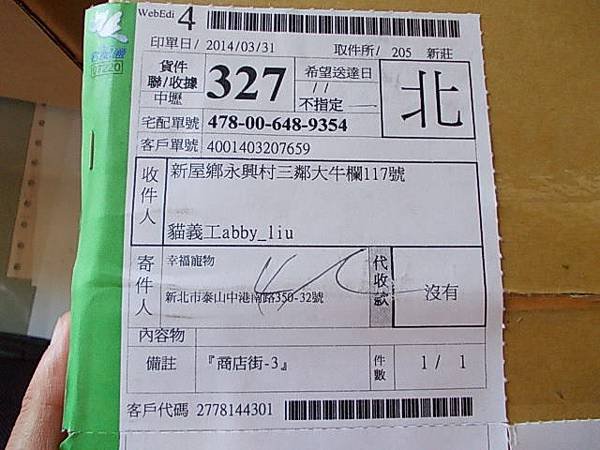 WebEdi 4
印單日/ 2014/03/31 取件所/ 205 新莊
貨件
聯/收據
中壢
327
希望送達日
/ /
不指定
北
宅配單號 478-00-648-9354
客戶單號 4001403207659
收件人
新屋鄉永興村三鄰大牛欄117號
貓義工abby_liu
寄件人
幸福寵物
新北市泰山中港南路350-32號
代收款
沒有
內容物
備註 『商店街-3』 件數 1/ 1
客戶代碼 2778144301
宅配通
07220